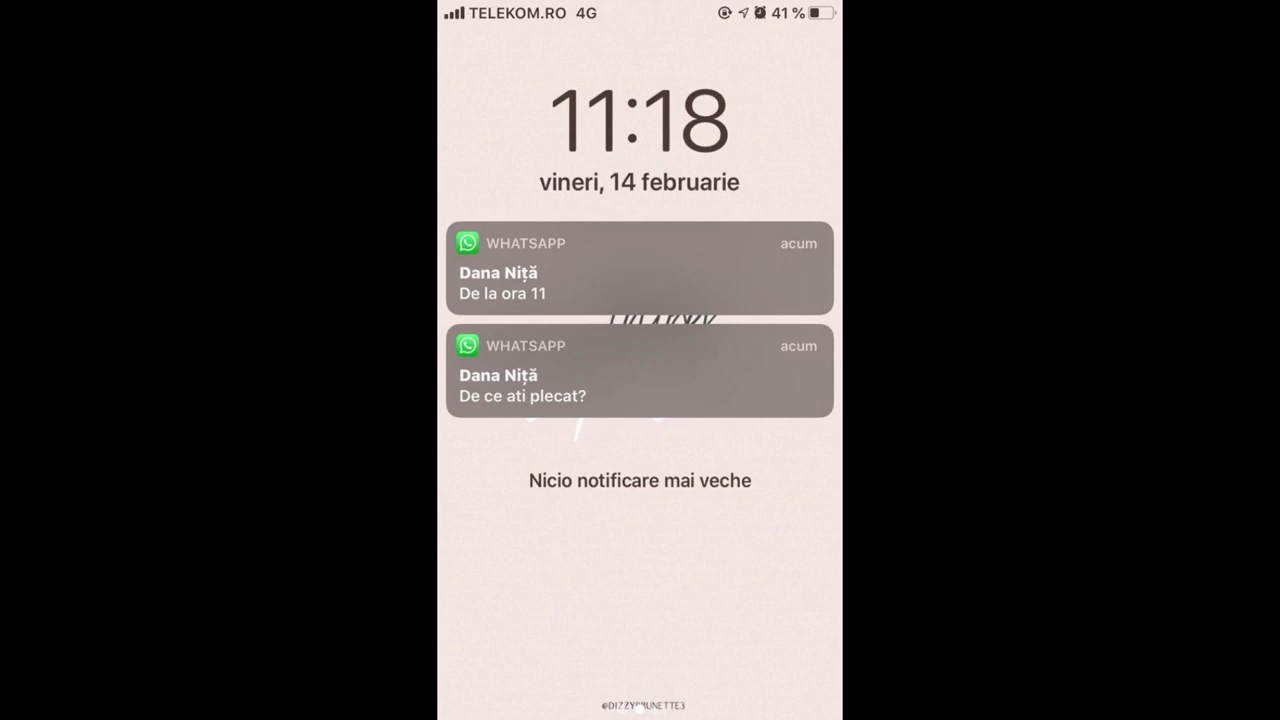 TELEKOM.RO 4G 41 %
11:18
vineri, 14 februarie
WHATSAPP acum
Dana Niță
De la ora 11
WHATSAPP acum
Dana Niță
De ce ati plecat?
Nicio notificare mai veche
@DIZZYBRUNETTE3